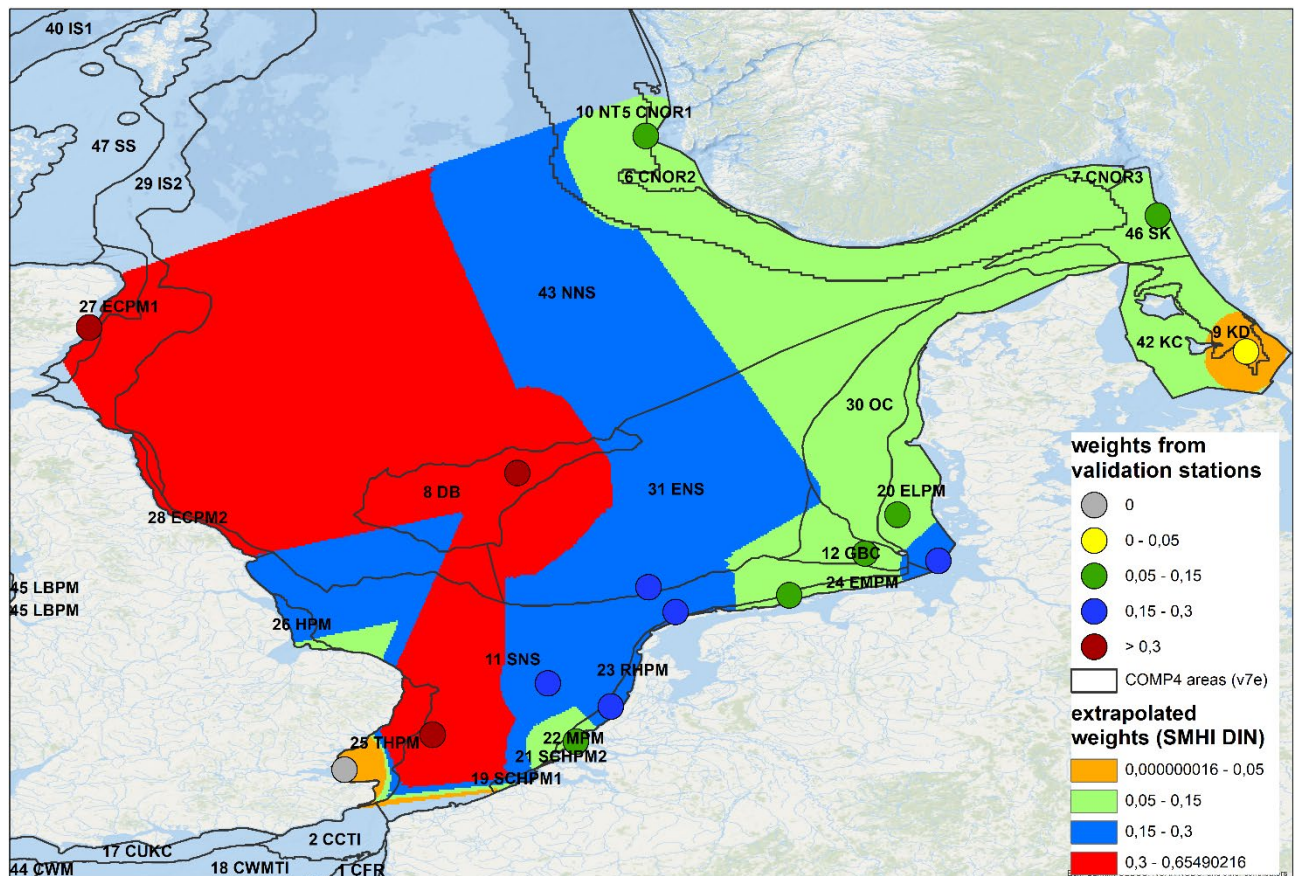 40 IS1
47 SS
29 IS2
10 NT5 CNOR1
6 CNOR2
7 CNOR3
46 SK
27 ECPM1
43 NNS
9 KD
42 KC
30 OC
8 DB
31 ENS
20 ELPM
28 ECPM2
12 GBC
24 EMPM
45 LBPM
45 LBPM
26 HPM
11 SNS
23 RHPM
25 THPM
22 MPM
21 SCHPM2
19 SCHPM1
2 CCTI
17 CUKC
44 CWM
18 CWMTI
1 CFR
weights from
validation stations
0
0 - 0,05
0,05 - 0,15
0,15 - 0,3
> 0,3
COMP4 areas (v7e)
extrapolated
weights (SMHI DIN)
0,000000016 - 0,05
0,05 - 0,15
0,15 - 0,3
0,3 - 0,65490216